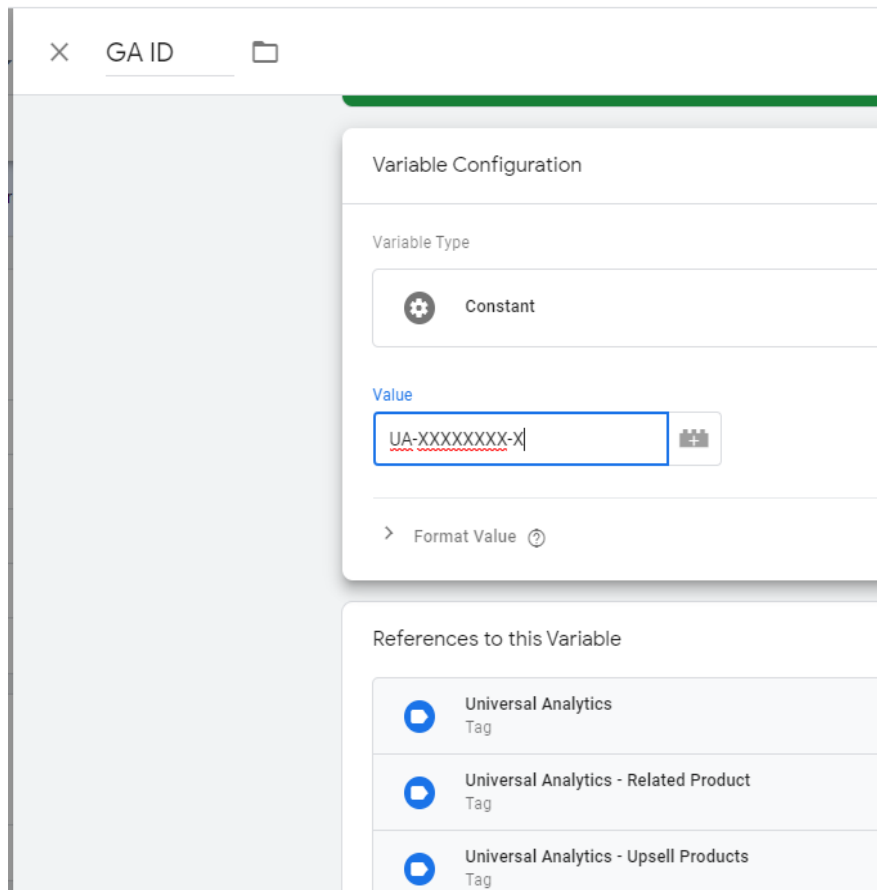 GA ID
Variable Configuration
Variable Type
Constant
Value
UA-XXXXXXXX-X
Format Value
References to this Variable
Universal Analytics
Tag
Universal Analytics - Related Product
Tag
Universal Analytics - Upsell Products
Tag